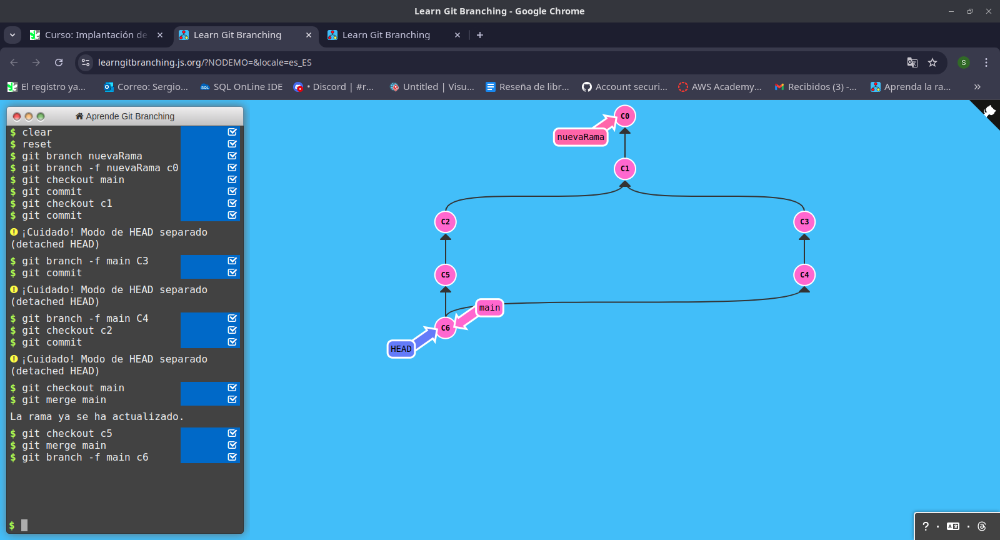 Learn Git Branching - Google Chrome
Curso: Implantación de
Learn Git Branching
Learn Git Branching
learngitbranching.js.org/?NODEMO=&locale=es_ES
S
El registro ya...
Correo: Sergio...
SQL OnLine IDE
• Discord | #r...
Untitled | Visu...
Reseña de libr...
Account securi...
AWS Academy...
Recibidos (3) -...
Aprenda la ra...
»
Aprende Git Branching
$ clear
$ reset
$ git branch nuevaRama
$ git branch -f nuevaRama c0
$ git checkout main
$ git commit
$ git checkout c1
$ git commit
¡Cuidado! Modo de HEAD separado
(detached HEAD)
$ git branch -f main C3
$ git commit
¡Cuidado! Modo de HEAD separado
(detached HEAD)
$ git branch -f main C4
$ git checkout c2
$ git commit
¡Cuidado! Modo de HEAD separado
(detached HEAD)
$ git checkout main
$ git merge main
La rama ya se ha actualizado.
$ git checkout c5
$ git merge main
$ git branch -f main c6
$
C0
nuevaRama
C1
C2
C3
C5
C4
main
C6
HEAD
? · ·